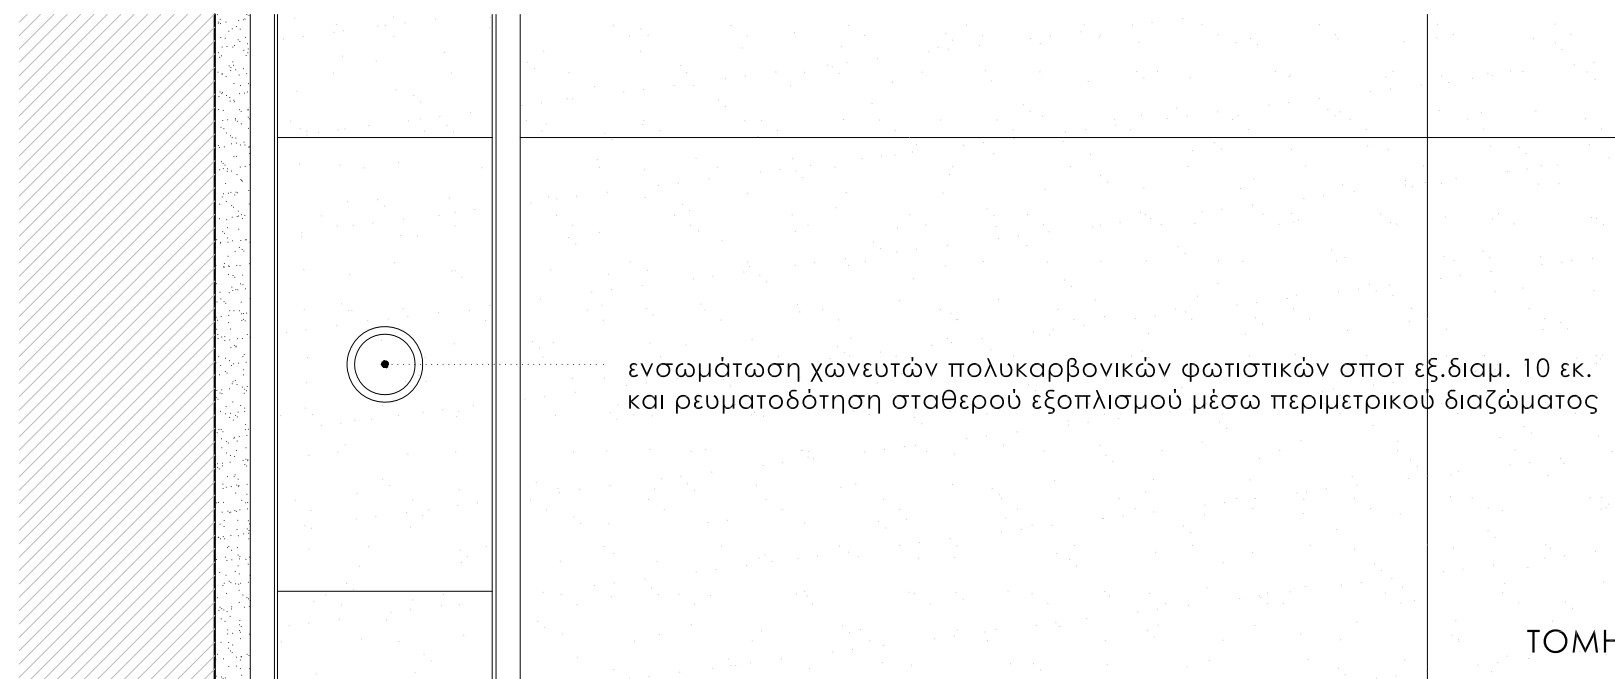 ενσωμάτωση χωνευτών πολυκαρβονικών φωτιστικών σποτ εξ.διαμ. 10 εκ.
και ρευματοδότηση σταθερού εξοπλισμού μέσω περιμετρικού διαζώματος
ΤΟΜΗ